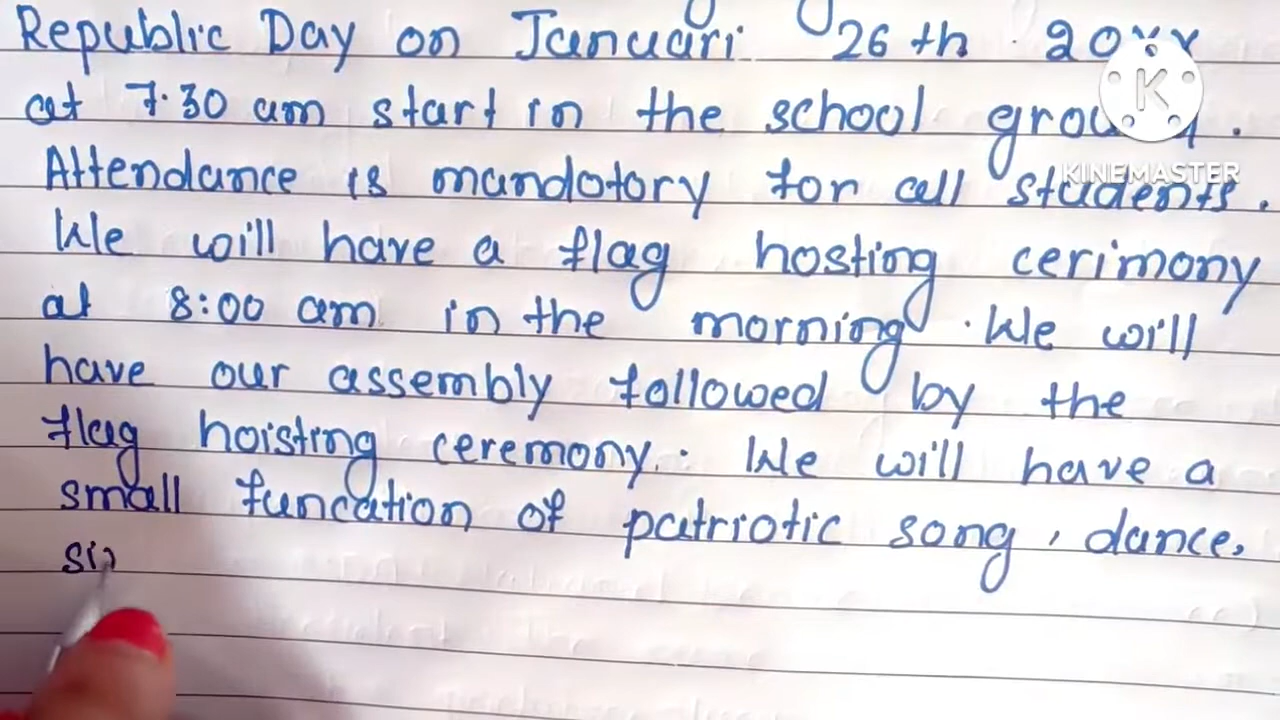 Republic Day on Januari 26th 20XX
at 7.30 am start in the school ground.
KINEMASTER
Attendance is mandotory for all students.
We will have a flag hosting cerimony
at 8:00 am in the morning. We will
have our assembly followed by the
flag hoisting ceremony. We will have a
small funcation of patriotic song, dance,